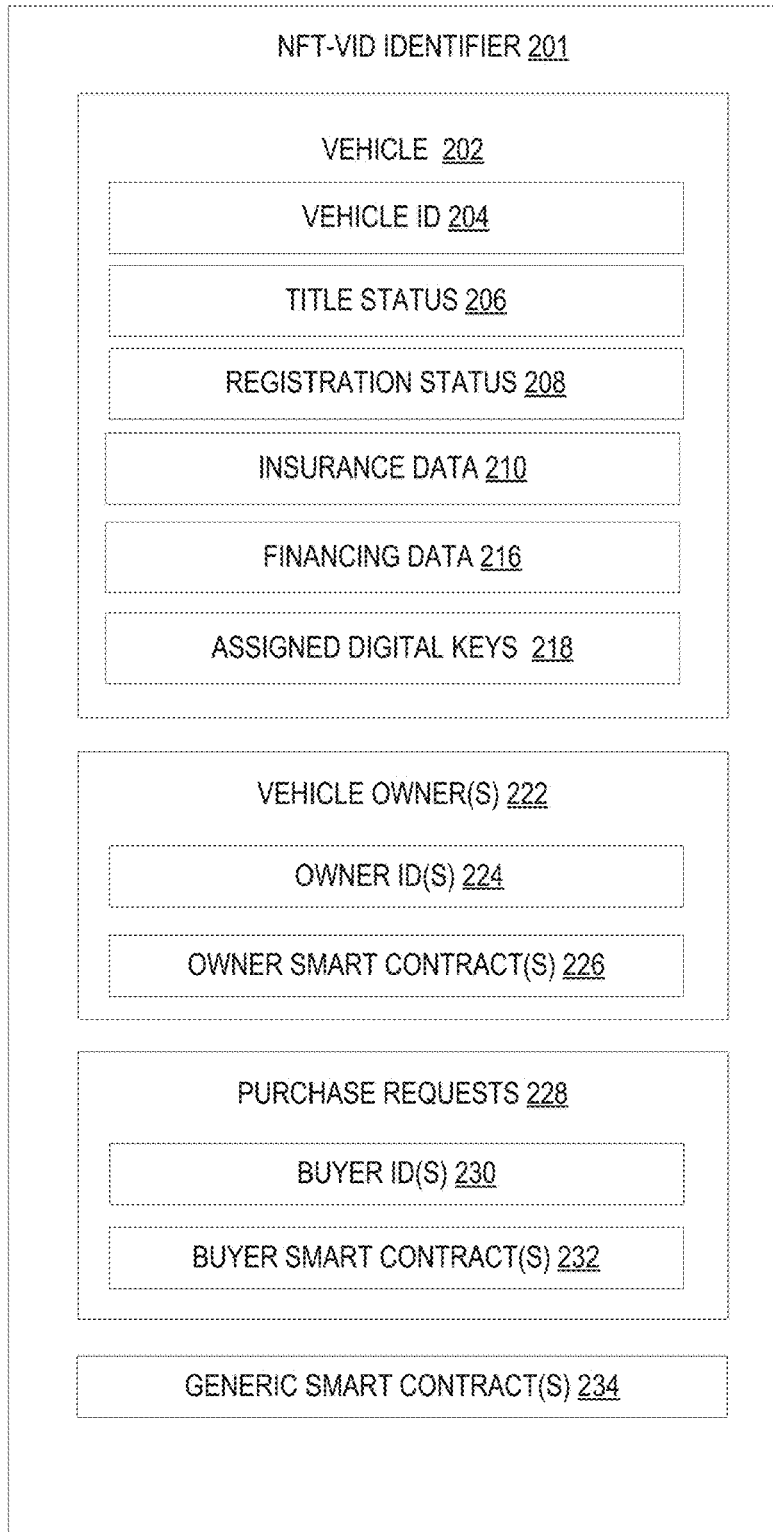 NFT-VID IDENTIFIER 201
VEHICLE 202
VEHICLE ID 204
TITLE STATUS 206
REGISTRATION STATUS 208
INSURANCE DATA 210
FINANCING DATA 216
ASSIGNED DIGITAL KEYS 218
VEHICLE OWNER(S) 222
OWNER ID(S) 224
OWNER SMART CONTRACT(S) 226
PURCHASE REQUESTS 228
BUYER ID(S) 230
BUYER SMART CONTRACT(S) 232
GENERIC SMART CONTRACT(S) 234